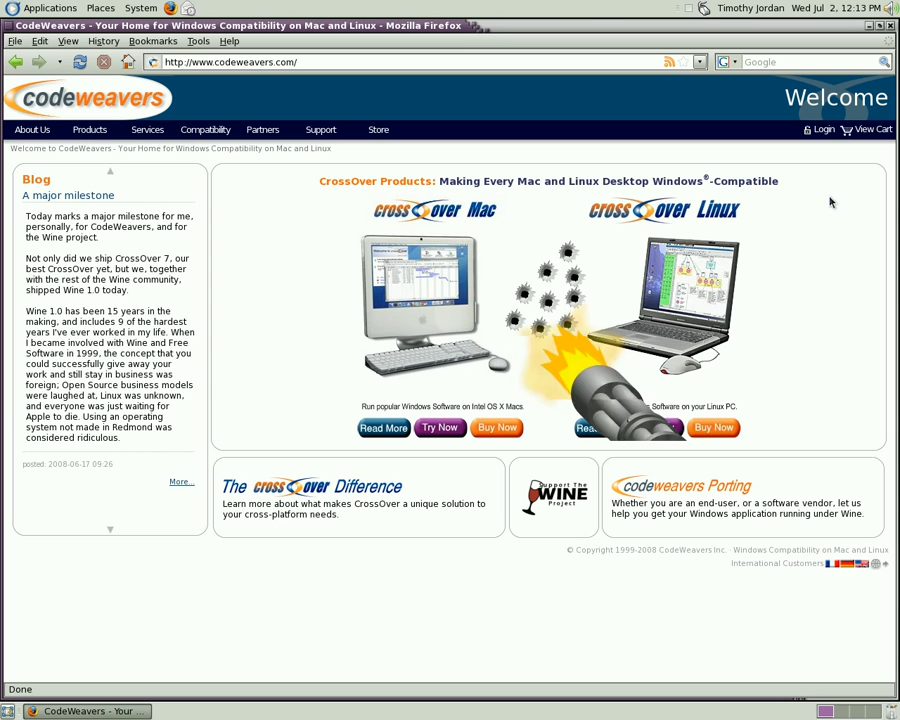 Applications Places System
Timothy Jordan Wed Jul 2, 12:13 PM
CodeWeavers - Your Home for Windows Compatibility on Mac and Linux - Mozilla Firefox
File Edit View History Bookmarks Tools Help
http://www.codeweavers.com/
G Google
codeweavers
Welcome
About Us Products Services Compatibility Partners Support Store
Login View Cart
Welcome to CodeWeavers - Your Home for Windows Compatibility on Mac and Linux
Blog
A major milestone
Today marks a major milestone for me,
personally, for CodeWeavers, and for
the Wine project.
Not only did we ship CrossOver 7, our
best CrossOver yet, but we, together
with the rest of the Wine community,
shipped Wine 1.0 today.
Wine 1.0 has been 15 years in the
making, and includes 9 of the hardest
years I've ever worked in my life. When
I became involved with Wine and Free
Software in 1999, the concept that you
could successfully give away your
work and still stay in business was
foreign; Open Source business models
were laughed at, Linux was unknown,
and everyone was just waiting for
Apple to die. Using an operating
system not made in Redmond was
considered ridiculous.
posted: 2008-06-17 09:26
More...
CrossOver Products: Making Every Mac and Linux Desktop Windows®-Compatible
crossover Mac
crossover Linux
Run popular Windows Software on Intel OS X Macs.
Software on your Linux PC.
Read More Try Now Buy Now
Buy Now
The crossover Difference
Learn more about what makes CrossOver a unique solution to
your cross-platform needs.
Support The
WINE
Project
codeweavers Porting
Whether you are an end-user, or a software vendor, let us
help you get your Windows application running under Wine.
© Copyright 1999-2008 CodeWeavers Inc. - Windows Compatibility on Mac and Linux
International Customers
Done
CodeWeavers - Your ...